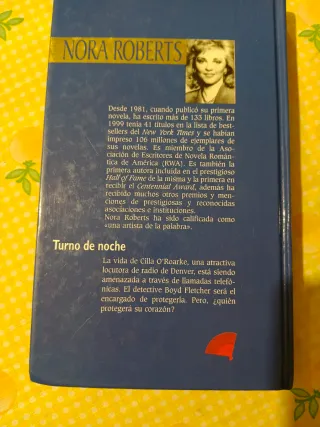 NORA ROBERTS
Desde 1981, cuando publicó su primera
novela, ha escrito más de 133 libros. En
1999 tenía 41 títulos en la lista de best-
sellers del New York Times y se habían
impreso 106 millones de ejemplares de
sus novelas. Es miembro de la Aso-
ciación de Escritores de Novela Román-
tica de América (RWA). Es también la
primera autora incluida en el prestigioso
Hall of Fame de la misma y la primera en
recibir el Centennial Award, además ha
recibido muchos otros premios y men-
ciones de prestigiosas y reconocidas
asociaciones e instituciones.
Nora Roberts ha sido calificada como
«una artista de la palabra».
Turno de noche
La vida de Cilla O'Roarke, una atractiva
locutora de radio de Denver, está siendo
amenazada a través de llamadas telefó-
nicas. El detective Boyd Fletcher será el
encargado de protegerla. Pero, ¿quién
protegerá su corazón?